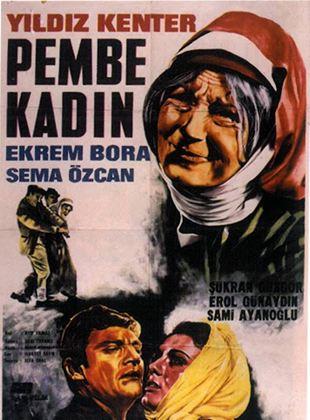 YILDIZ KENTER
PEMBE
KADIN
EKREM BORA
SEMA ÖZCAN
ŞÜKRAN GÜNGÖR
EROL GÜNAYDIN
SAMİ AYANOĞLU